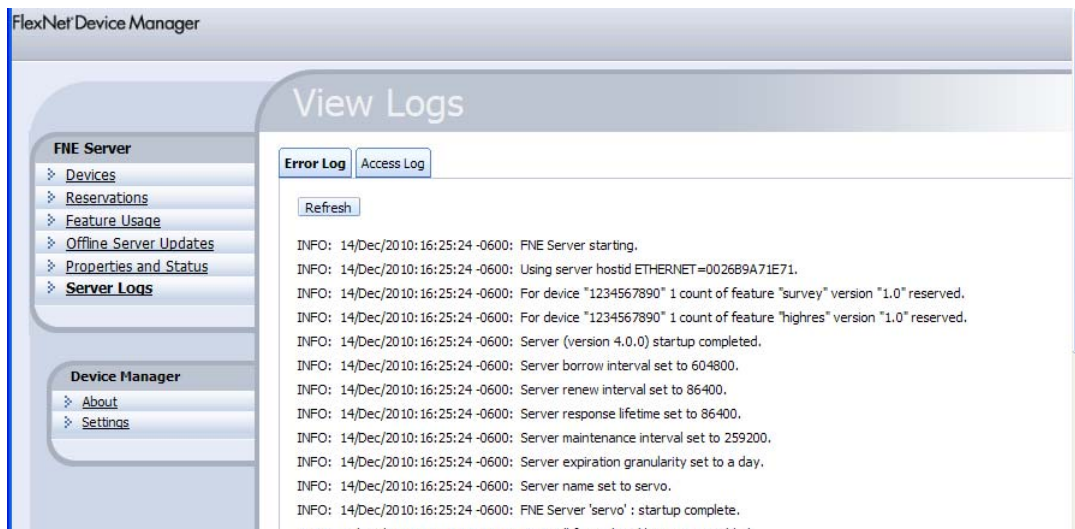 FlexNet Device Manager
View Logs
FNE Server
Devices
Reservations
Feature Usage
Offline Server Updates
Properties and Status
Server Logs
Device Manager
About
Settings
Error Log Access Log
Refresh
INFO: 14/Dec/2010:16:25:24 -0600: FNE Server starting.
INFO: 14/Dec/2010:16:25:24 -0600: Using server hostid ETHERNET=0026B9A71E71.
INFO: 14/Dec/2010:16:25:24 -0600: For device "1234567890" 1 count of feature "survey" version "1.0" reserved.
INFO: 14/Dec/2010:16:25:24 -0600: For device "1234567890" 1 count of feature "highres" version "1.0" reserved.
INFO: 14/Dec/2010:16:25:24 -0600: Server (version 4.0.0) startup completed.
INFO: 14/Dec/2010:16:25:24 -0600: Server borrow interval set to 604800.
INFO: 14/Dec/2010:16:25:24 -0600: Server renew interval set to 86400.
INFO: 14/Dec/2010:16:25:24 -0600: Server response lifetime set to 86400.
INFO: 14/Dec/2010:16:25:24 -0600: Server maintenance interval set to 259200.
INFO: 14/Dec/2010:16:25:24 -0600: Server expiration granularity set to a day.
INFO: 14/Dec/2010:16:25:24 -0600: Server name set to servo.
INFO: 14/Dec/2010:16:25:24 -0600: FNE Server 'servo' : startup complete.